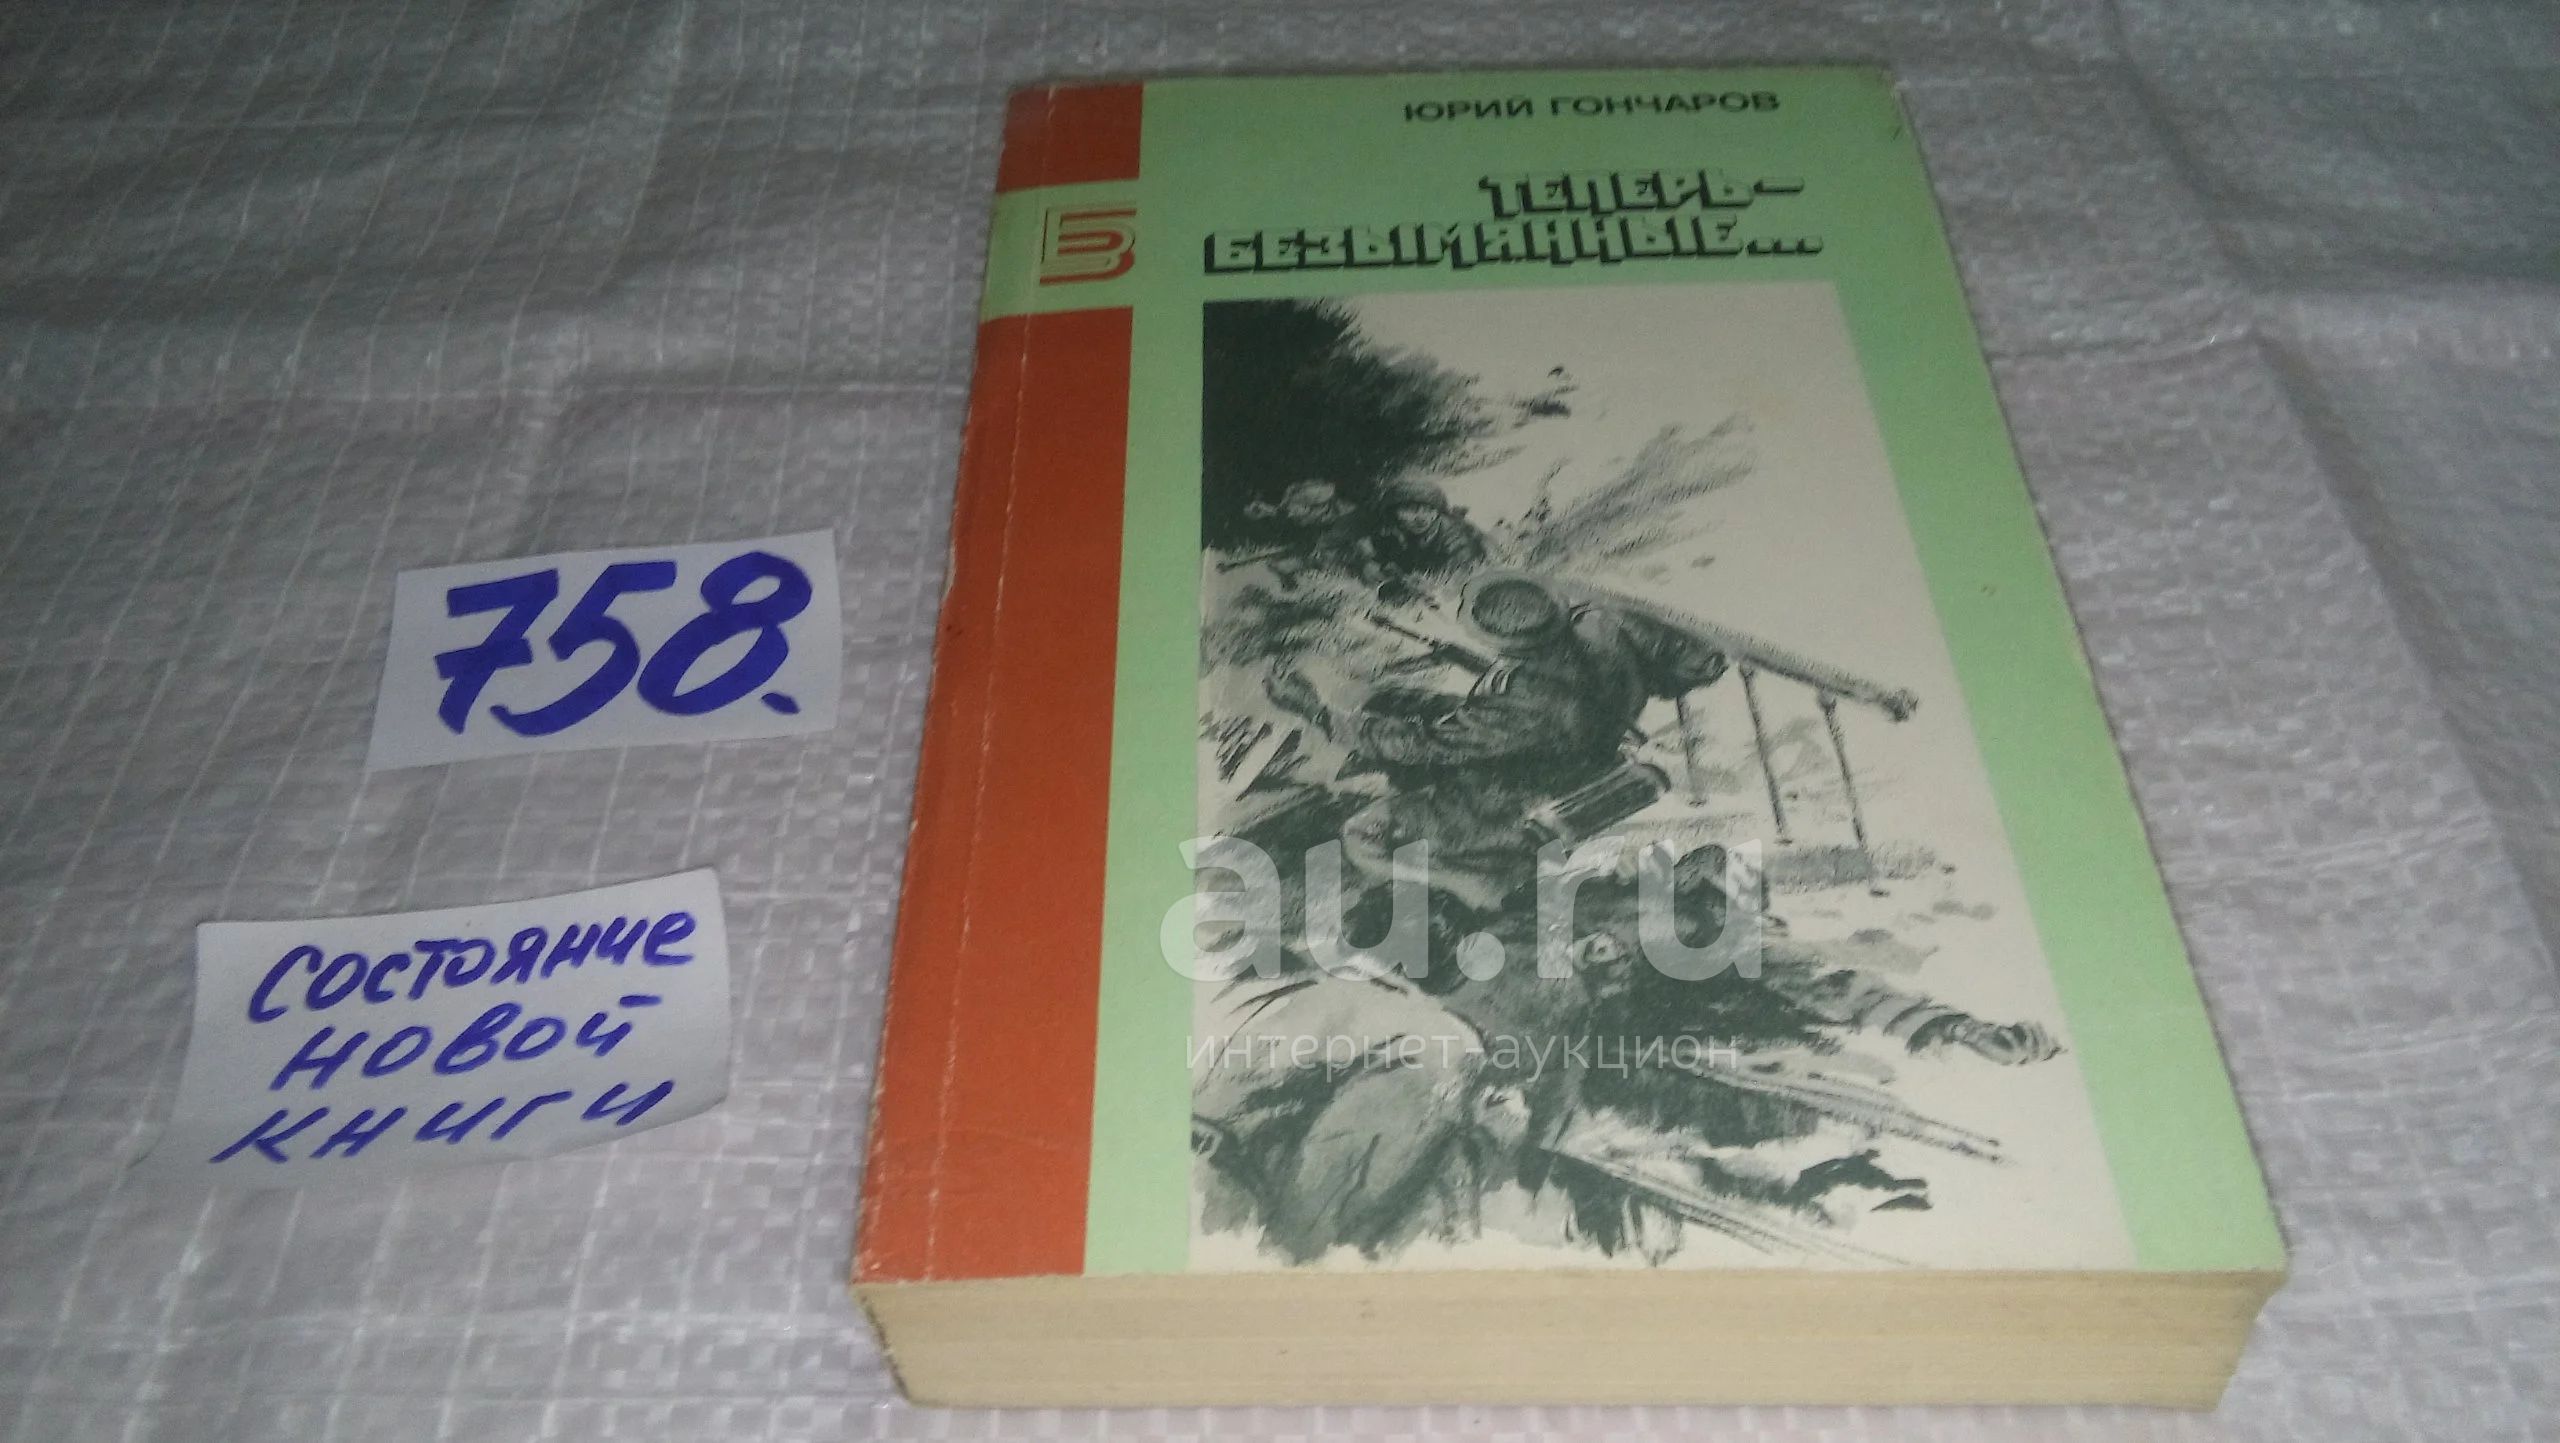 ЮРИЙ ГОНЧАРОВ
ТЕПЕРЬ-
БЕЗЫМЯННЫЕ...
758.
состояние
новой
книги
au.ru
интернет-аукцион